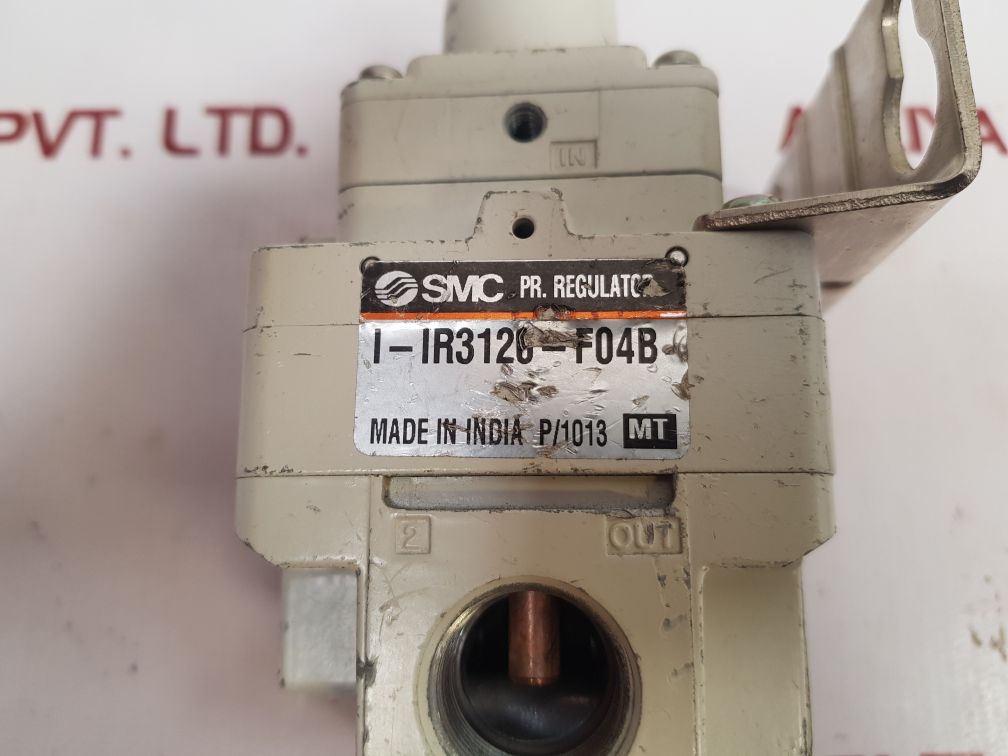 PVT. LTD.
IN
SMC PR. REGULATOR
I-IR3120-F04B
MADE IN INDIA P/1013 MT
2 OUT